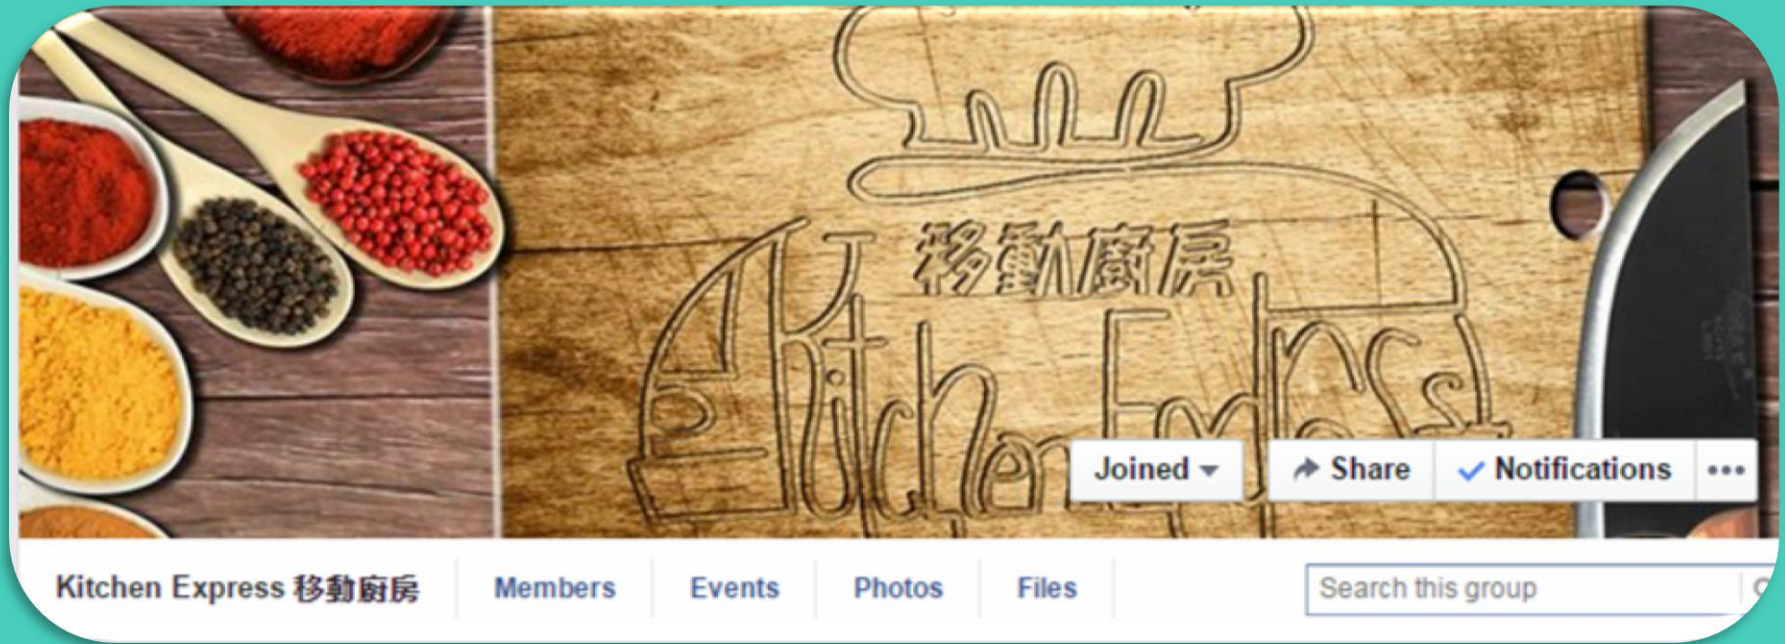 移動廚房
Kitchen Express
Joined
Share
Notifications
Kitchen Express 移動廚房
Members
Events
Photos
Files
Search this group